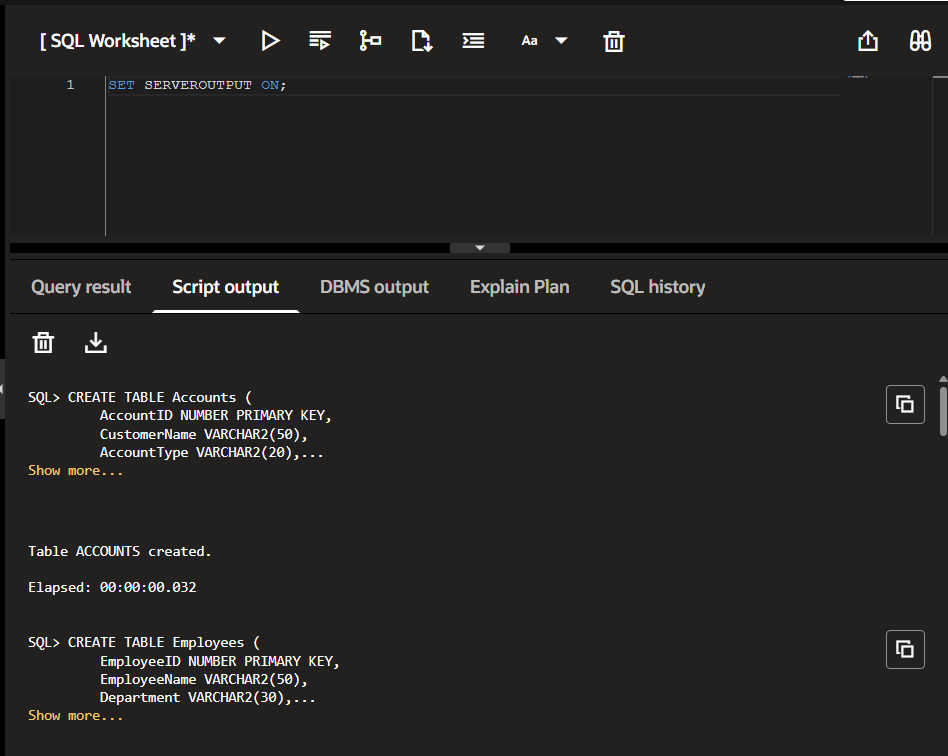 [ SQL Worksheet ]*
Aa
1
SET SERVEROUTPUT ON;
Query result
Script output
DBMS output
Explain Plan
SQL history
SQL> CREATE TABLE Accounts (
AccountID NUMBER PRIMARY KEY,
CustomerName VARCHAR2(50),
AccountType VARCHAR2(20),...
Show more...
Table ACCOUNTS created.
Elapsed: 00:00:00.032
SQL> CREATE TABLE Employees (
EmployeeID NUMBER PRIMARY KEY,
EmployeeName VARCHAR2(50),
Department VARCHAR2(30),...
Show more...